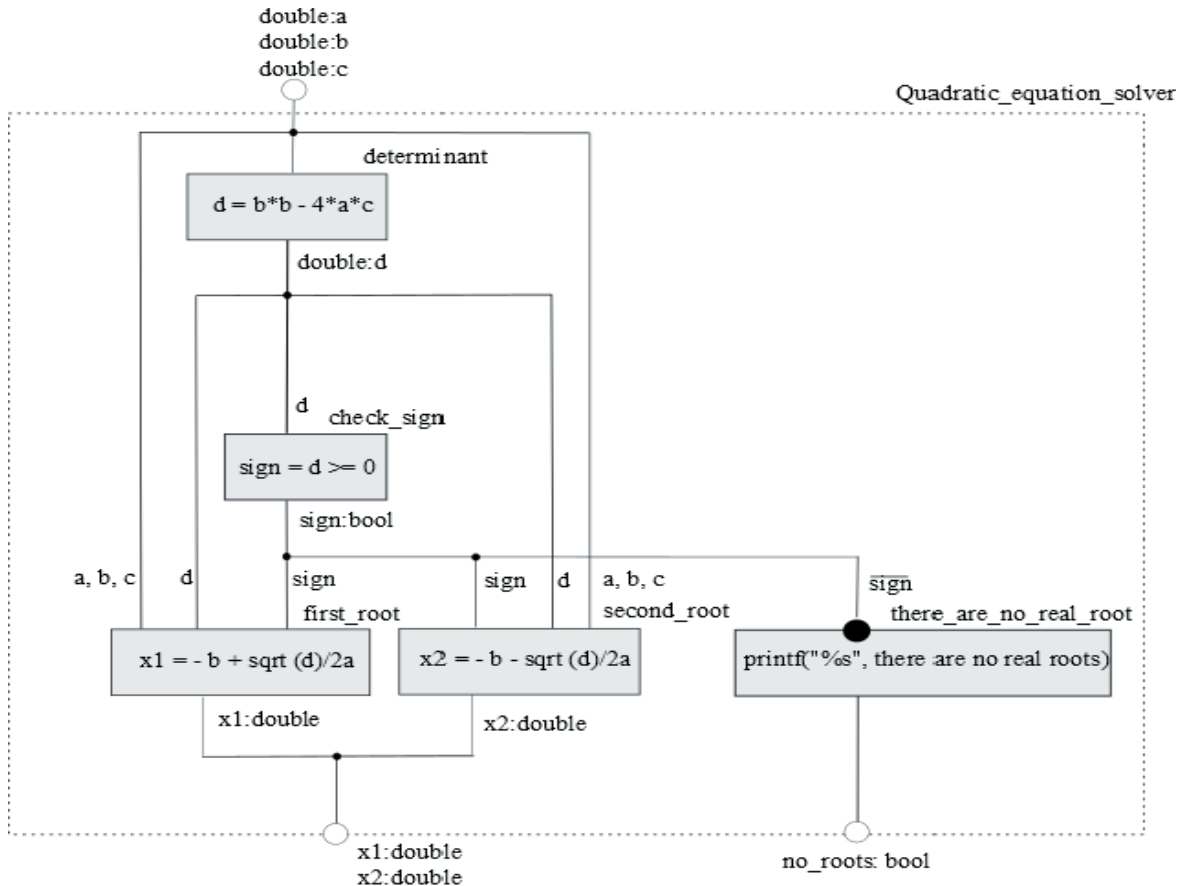 double:a
double:b
double:c
Quadratic_equation_solver
determinant
d = b*b - 4*a*c
double:d
d
check_sign
sign = d >= 0
sign:bool
a, b, c
d
sign
sign
d
a, b, c
sign
first_root
second_root
there_are_no_real_root
x1 = - b + sqrt (d)/2a
x2 = - b - sqrt (d)/2a
printf("%s", there are no real roots)
x1:double
x2:double
x1:double
x2:double
no_roots: bool